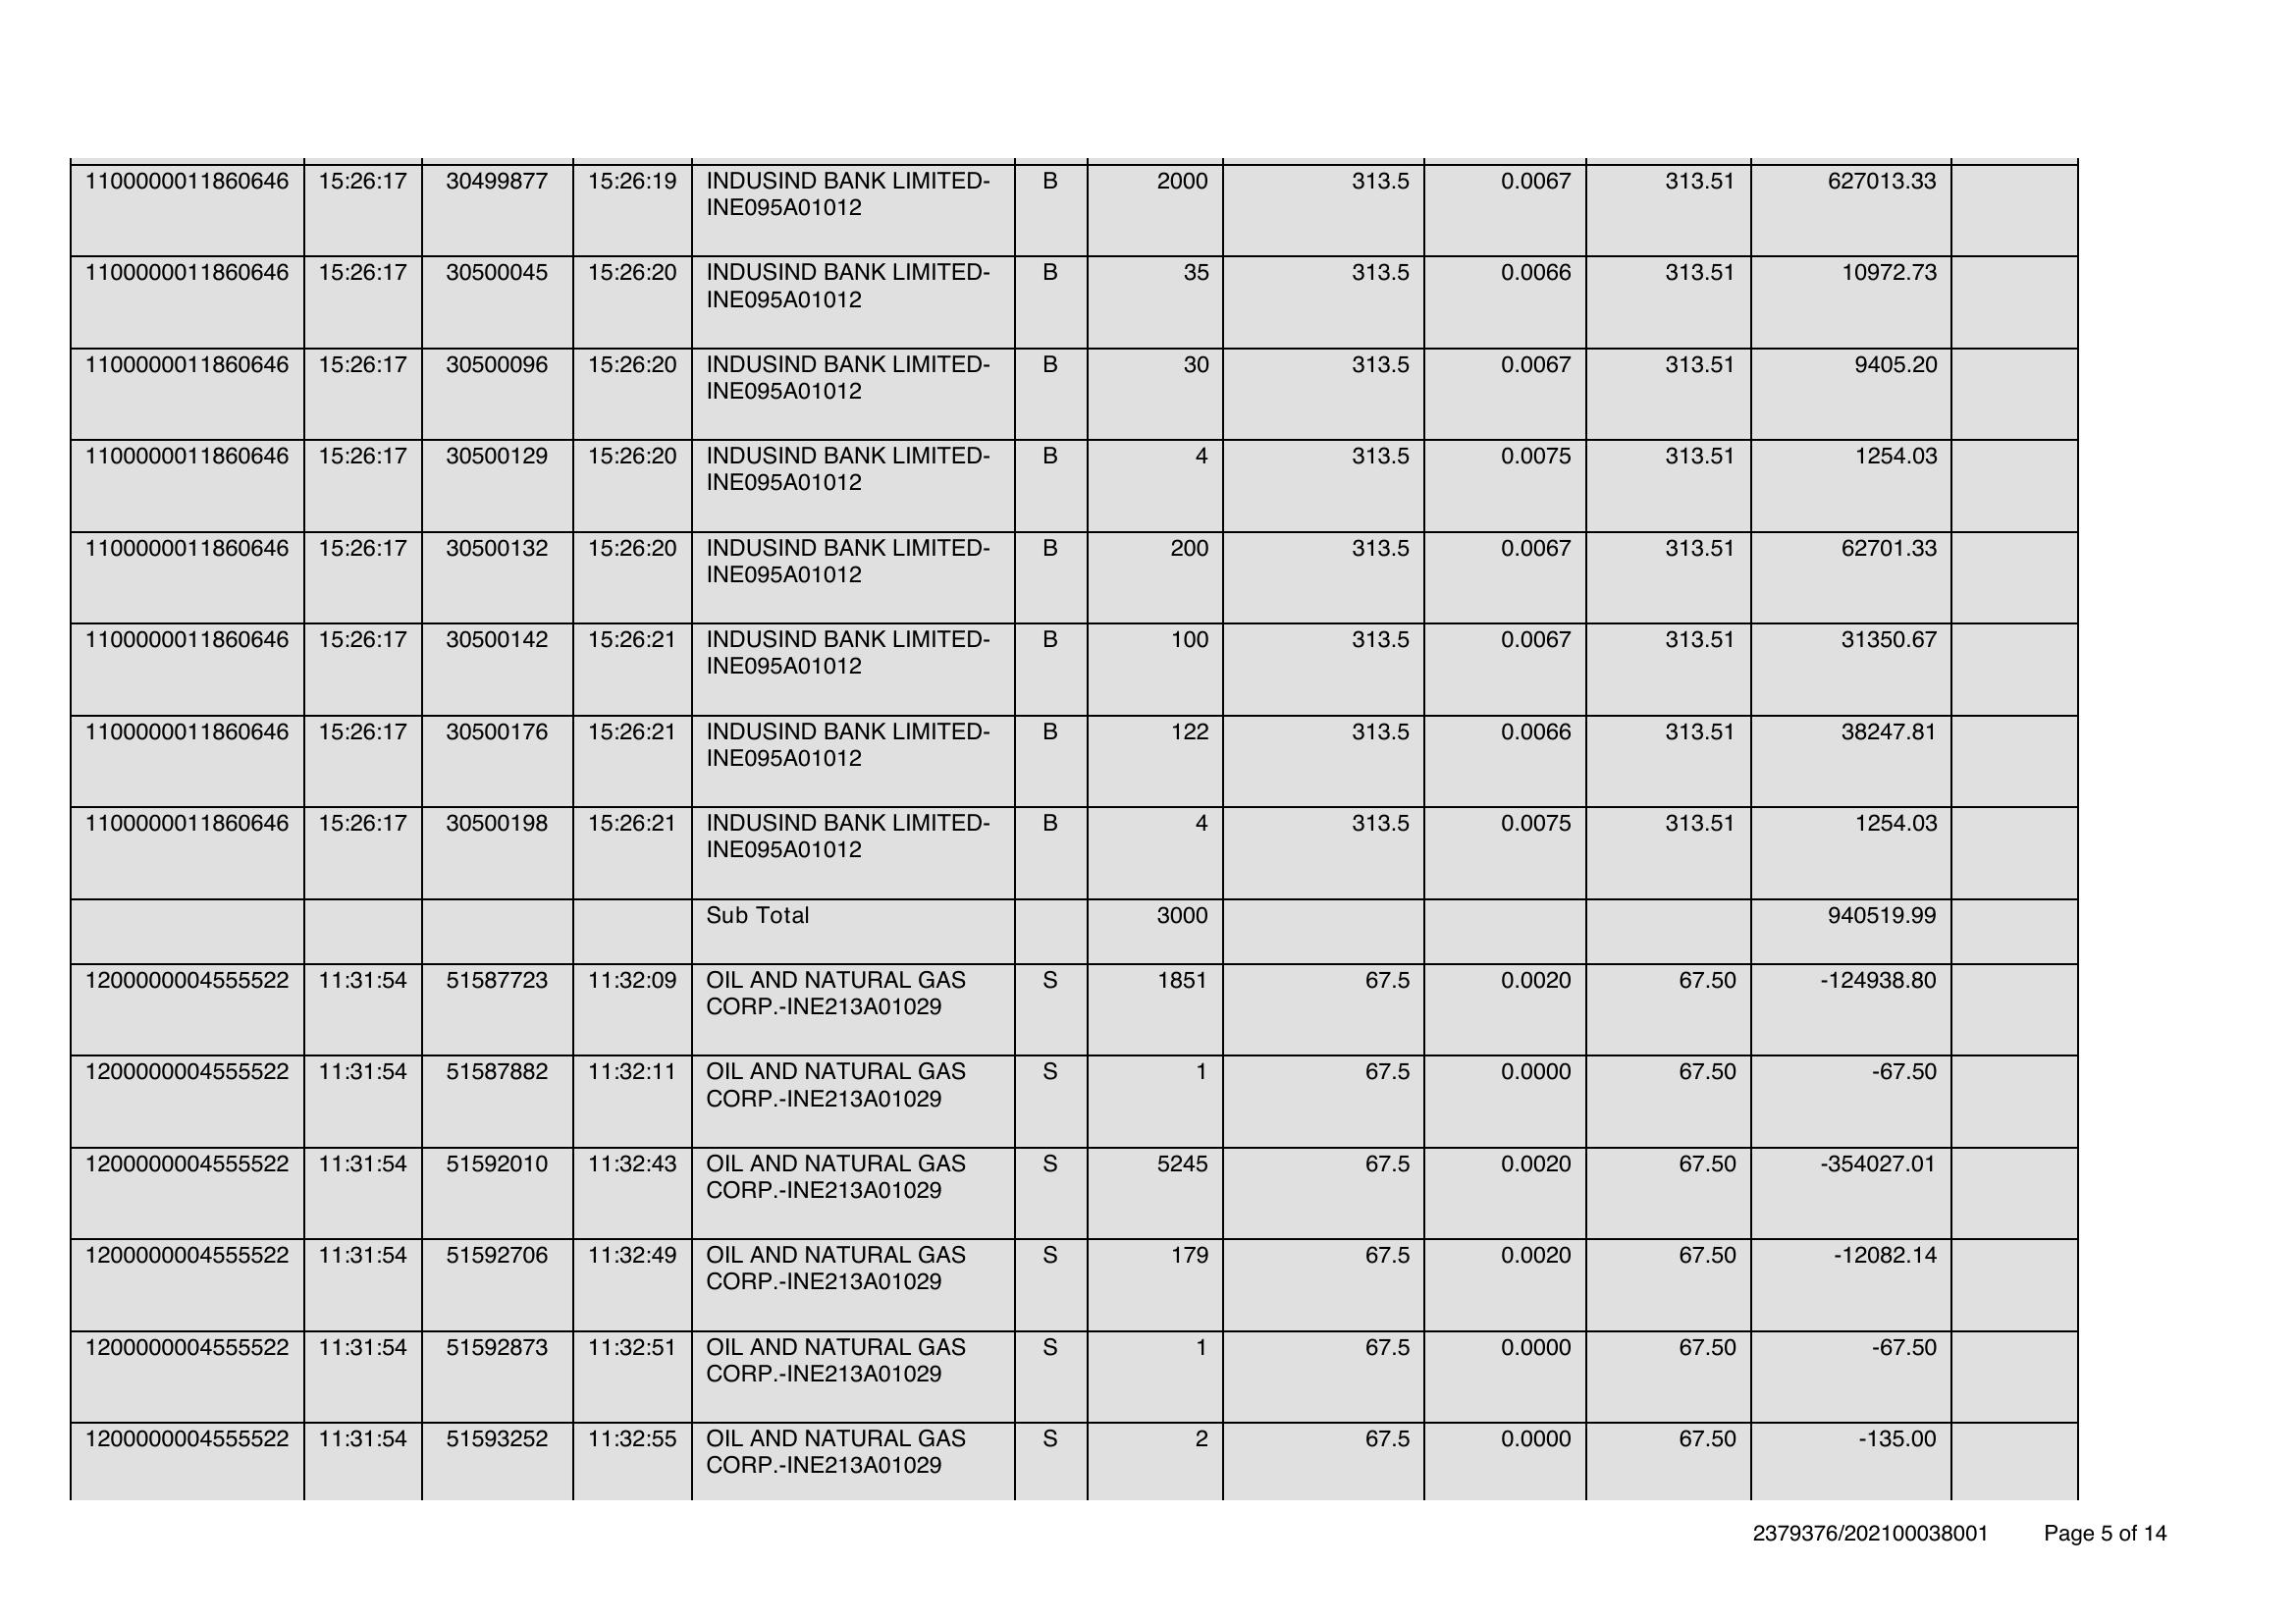 1100000011860646 15:26:17 30499877 15:26:19 INDUSIND BANK LIMITED- B 2000 313.5 0.0067 313.51 627013.33
INE095A01012
1100000011860646 15:26:17 30500045 15:26:20 INDUSIND BANK LIMITED- B 35 313.5 0.0066 313.51 10972.73
INE095A01012
1100000011860646 15:26:17 30500096 15:26:20 INDUSIND BANK LIMITED- B 30 313.5 0.0067 313.51 9405.20
INE095A01012
1100000011860646 15:26:17 30500129 15:26:20 INDUSIND BANK LIMITED- B 4 313.5 0.0075 313.51 1254.03
INE095A01012
1100000011860646 15:26:17 30500132 15:26:20 INDUSIND BANK LIMITED- B 200 313.5 0.0067 313.51 62701.33
INE095A01012
1100000011860646 15:26:17 30500142 15:26:21 INDUSIND BANK LIMITED- B 100 313.5 0.0067 313.51 31350.67
INE095A01012
1100000011860646 15:26:17 30500176 15:26:21 INDUSIND BANK LIMITED- B 122 313.5 0.0066 313.51 38247.81
INE095A01012
1100000011860646 15:26:17 30500198 15:26:21 INDUSIND BANK LIMITED- B 4 313.5 0.0075 313.51 1254.03
INE095A01012
Sub Total 3000 940519.99
1200000004555522 11:31:54 51587723 11:32:09 OIL AND NATURAL GAS S 1851 67.5 0.0020 67.50 -124938.80
CORP.-INE213A01029
1200000004555522 11:31:54 51587882 11:32:11 OIL AND NATURAL GAS S 1 67.5 0.0000 67.50 -67.50
CORP.-INE213A01029
1200000004555522 11:31:54 51592010 11:32:43 OIL AND NATURAL GAS S 5245 67.5 0.0020 67.50 -354027.01
CORP.-INE213A01029
1200000004555522 11:31:54 51592706 11:32:49 OIL AND NATURAL GAS S 179 67.5 0.0020 67.50 -12082.14
CORP.-INE213A01029
1200000004555522 11:31:54 51592873 11:32:51 OIL AND NATURAL GAS S 1 67.5 0.0000 67.50 -67.50
CORP.-INE213A01029
1200000004555522 11:31:54 51593252 11:32:55 OIL AND NATURAL GAS S 2 67.5 0.0000 67.50 -135.00
CORP.-INE213A01029
2379376/202100038001 Page 5 of 14